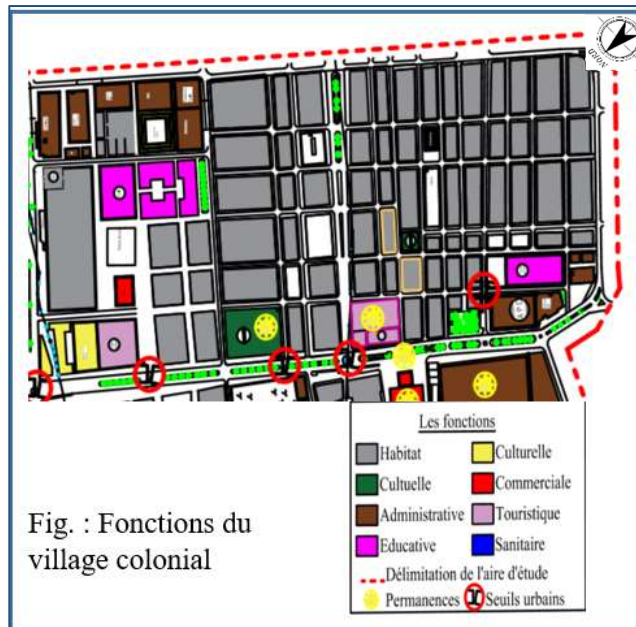 NORD
Les fonctions
Habitat
Culturelle
Cultuelle
Commerciale
Administrative
Touristique
Educative
Sanitaire
Délimitation de l'aire d'étude
Permanences
Seuils urbains
Fig. : Fonctions du
village colonial